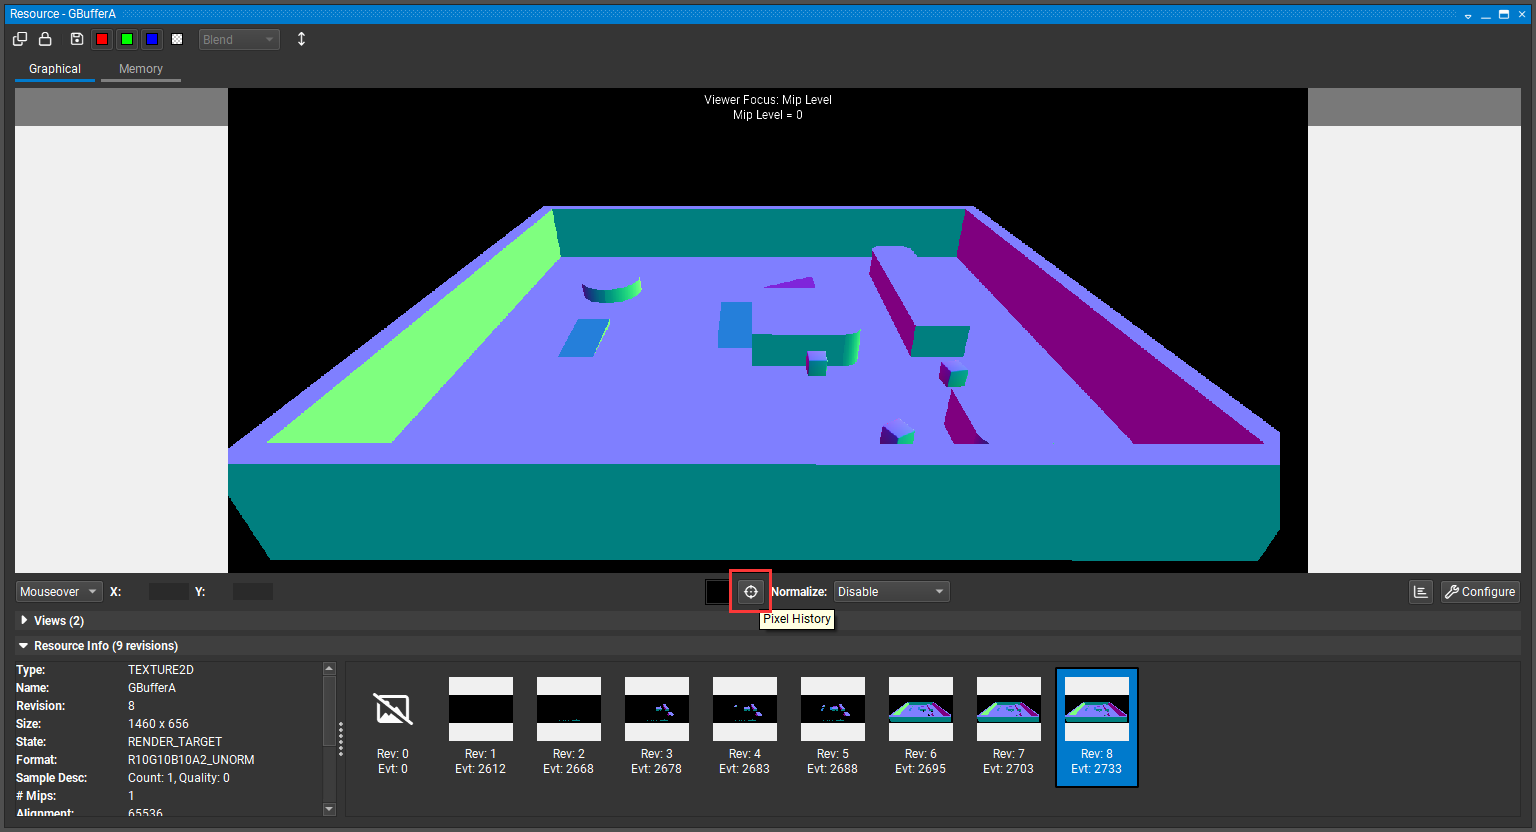 Resource - GBufferA
Blend
Graphical
Memory
Viewer Focus: Mip Level
Mip Level = 0
Mouseover
X:
Y:
Normalize:
Disable
Configure
Pixel History
Views (2)
Resource Info (9 revisions)
Type: TEXTURE2D
Name: GBufferA
Revision: 8
Size: 1460 x 656
State: RENDER_TARGET
Format: R10G10B10A2_UNORM
Sample Desc: Count: 1, Quality: 0
# Mips: 1
Alignment: 65536
Rev: 0
Evt: 0
Rev: 1
Evt: 2612
Rev: 2
Evt: 2668
Rev: 3
Evt: 2678
Rev: 4
Evt: 2683
Rev: 5
Evt: 2688
Rev: 6
Evt: 2695
Rev: 7
Evt: 2703
Rev: 8
Evt: 2733